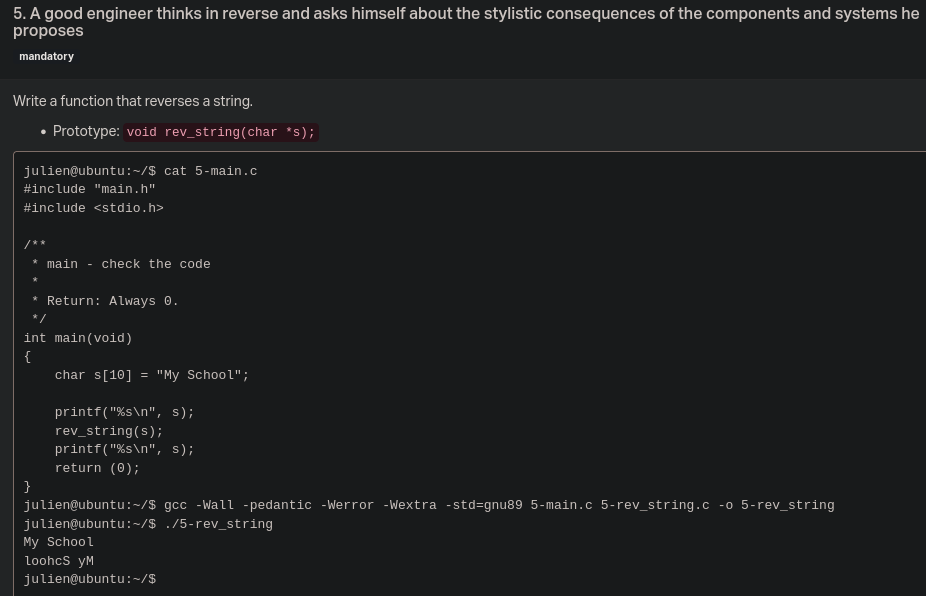 5. A good engineer thinks in reverse and asks himself about the stylistic consequences of the components and systems he
proposes
mandatory
Write a function that reverses a string.
• Prototype: void rev_string(char *s);
julien@ubuntu:~/$ cat 5-main.c
#include "main.h"
#include <stdio.h>

/**
 * main - check the code
 *
 * Return: Always 0.
 */
int main(void)
{
    char s[10] = "My School";

    printf("%s\n", s);
    rev_string(s);
    printf("%s\n", s);
    return (0);
}
julien@ubuntu:~/$ gcc -Wall -pedantic -Werror -Wextra -std=gnu89 5-main.c 5-rev_string.c -o 5-rev_string
julien@ubuntu:~/$ ./5-rev_string
My School
loohcS yM
julien@ubuntu:~/$